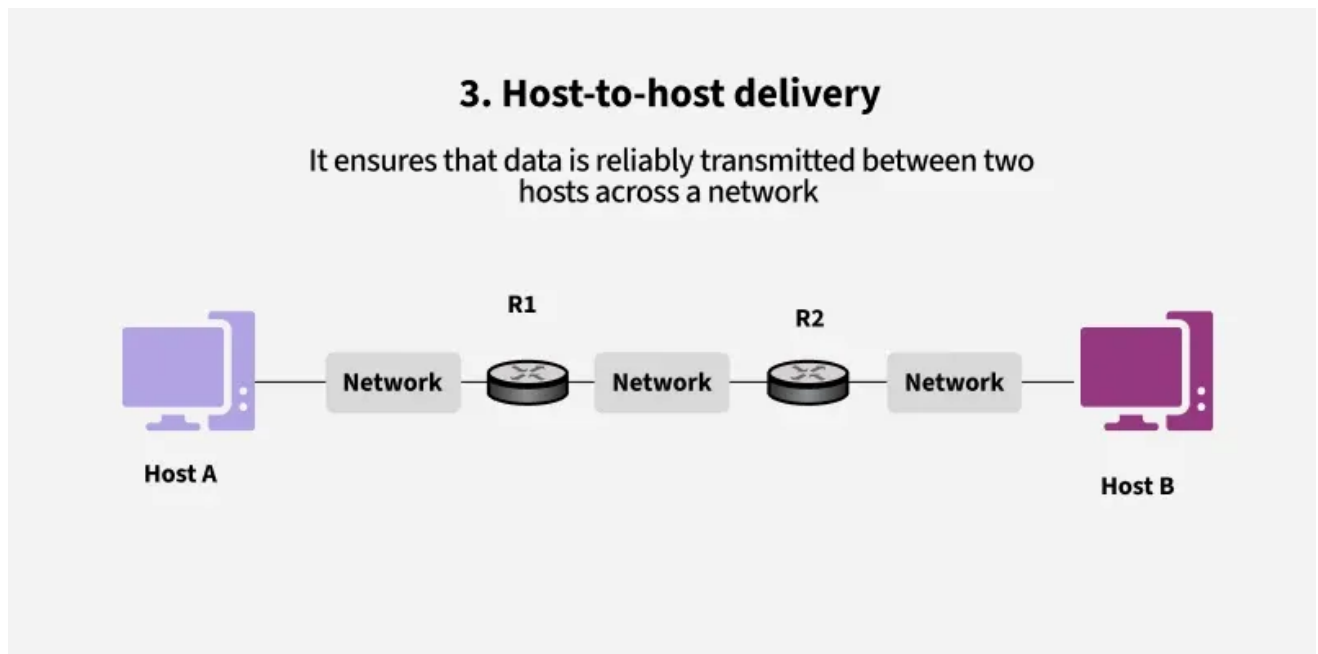 3. Host-to-host delivery
It ensures that data is reliably transmitted between two
hosts across a network
R1
R2
Network
Network
Network
Host A
Host B